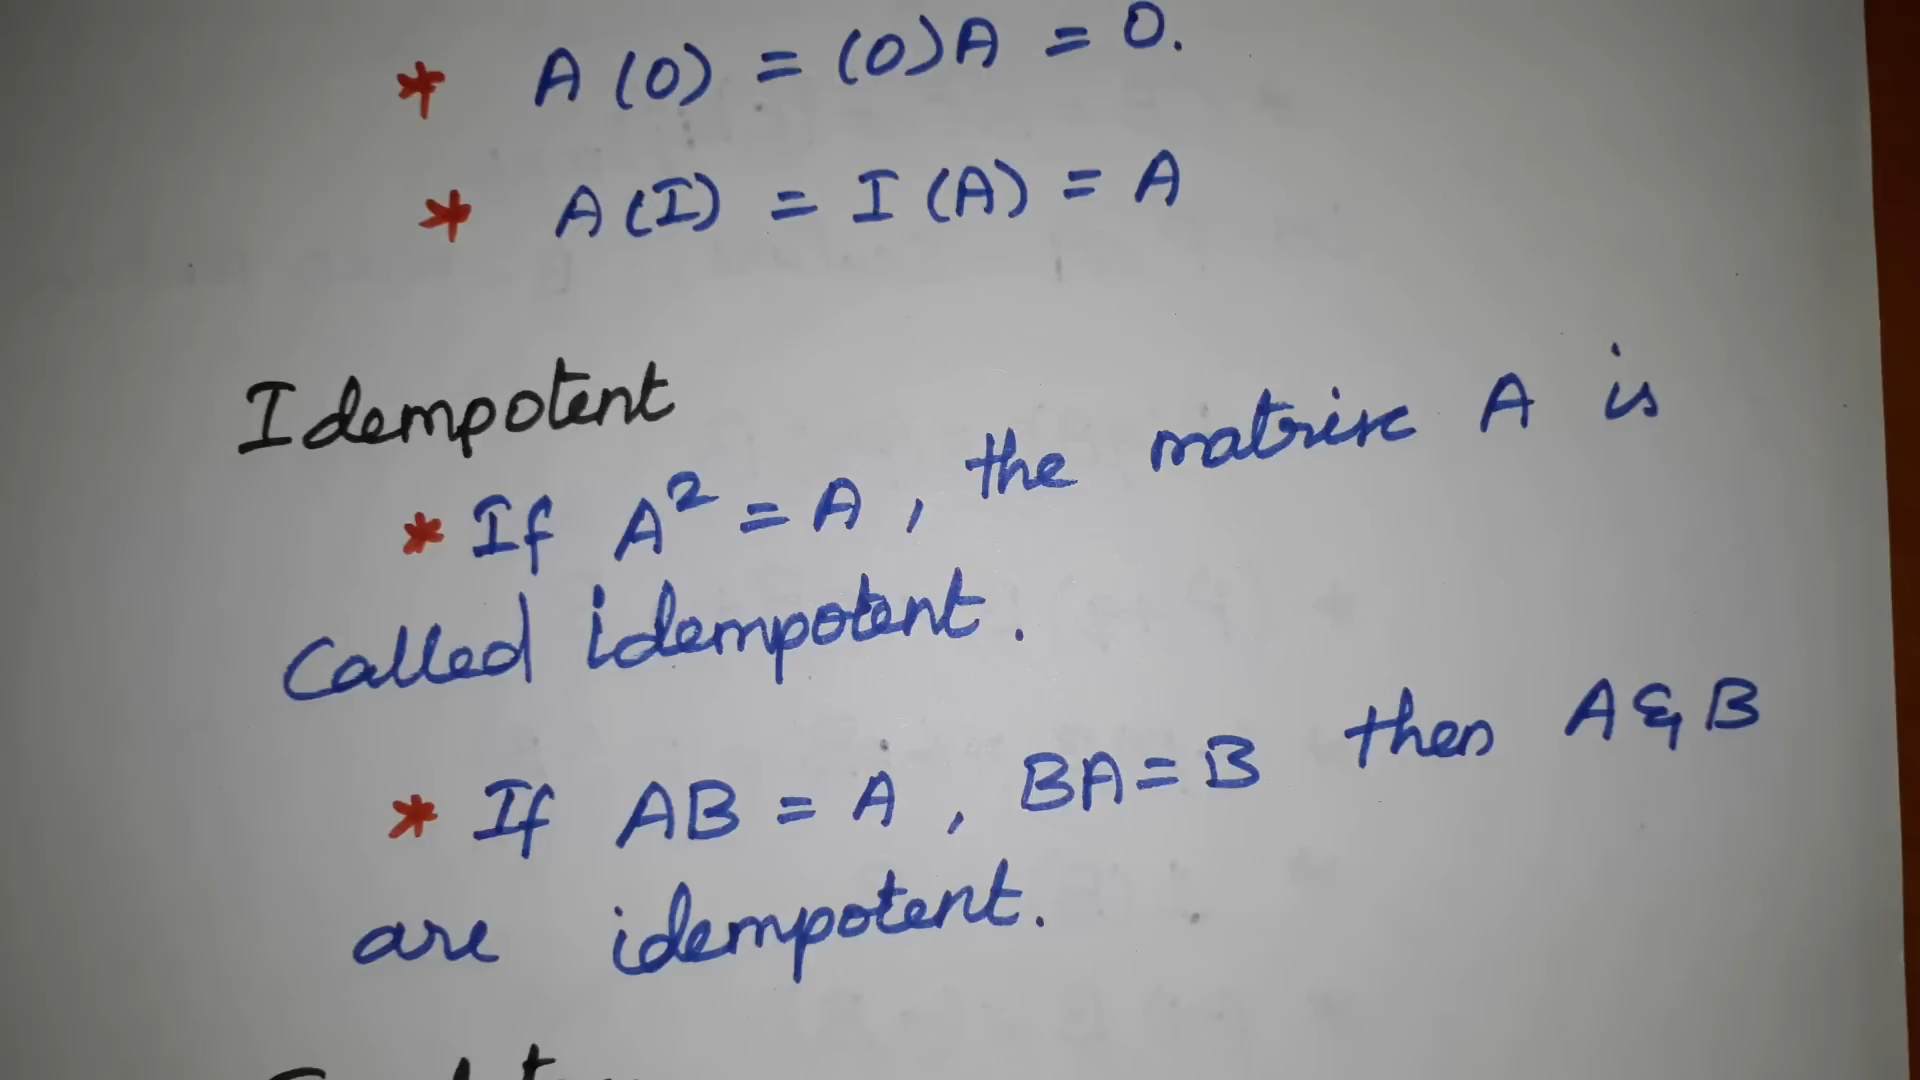 * A(0) = (0)A = 0.
* A(I) = I(A) = A
Idempotent
* If A² = A, the matrix A is
called idempotent.
* If AB = A, BA = B then A & B
are idempotent.